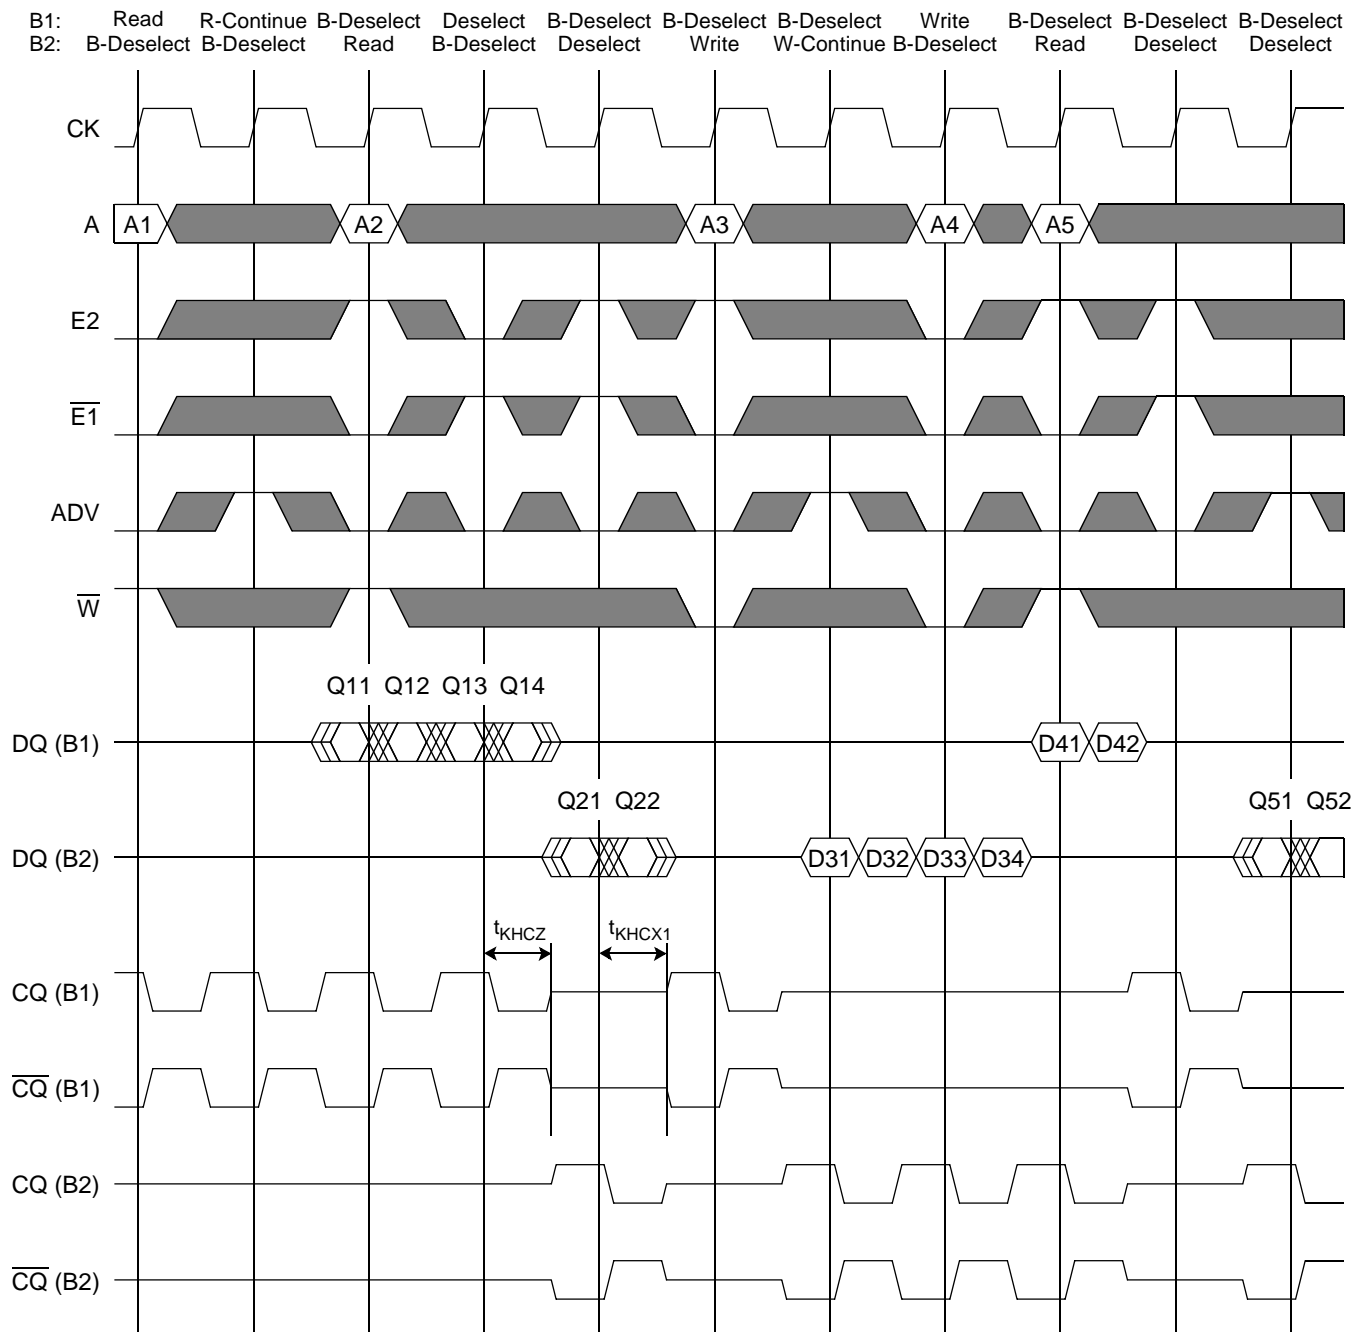 B1: Read R-Continue B-Deselect Deselect B-Deselect B-Deselect B-Deselect Write B-Deselect B-Deselect B-Deselect
B2: B-Deselect B-Deselect Read B-Deselect Deselect Write W-Continue B-Deselect Read Deselect Deselect
CK
A A1 A2 A3 A4 A5
E2
E1
ADV
W
Q11 Q12 Q13 Q14
DQ (B1) D41 D42
Q21 Q22 Q51 Q52
DQ (B2) D31 D32 D33 D34
tKHCZ tKHCX1
CQ (B1)
CQ (B1)
CQ (B2)
CQ (B2)